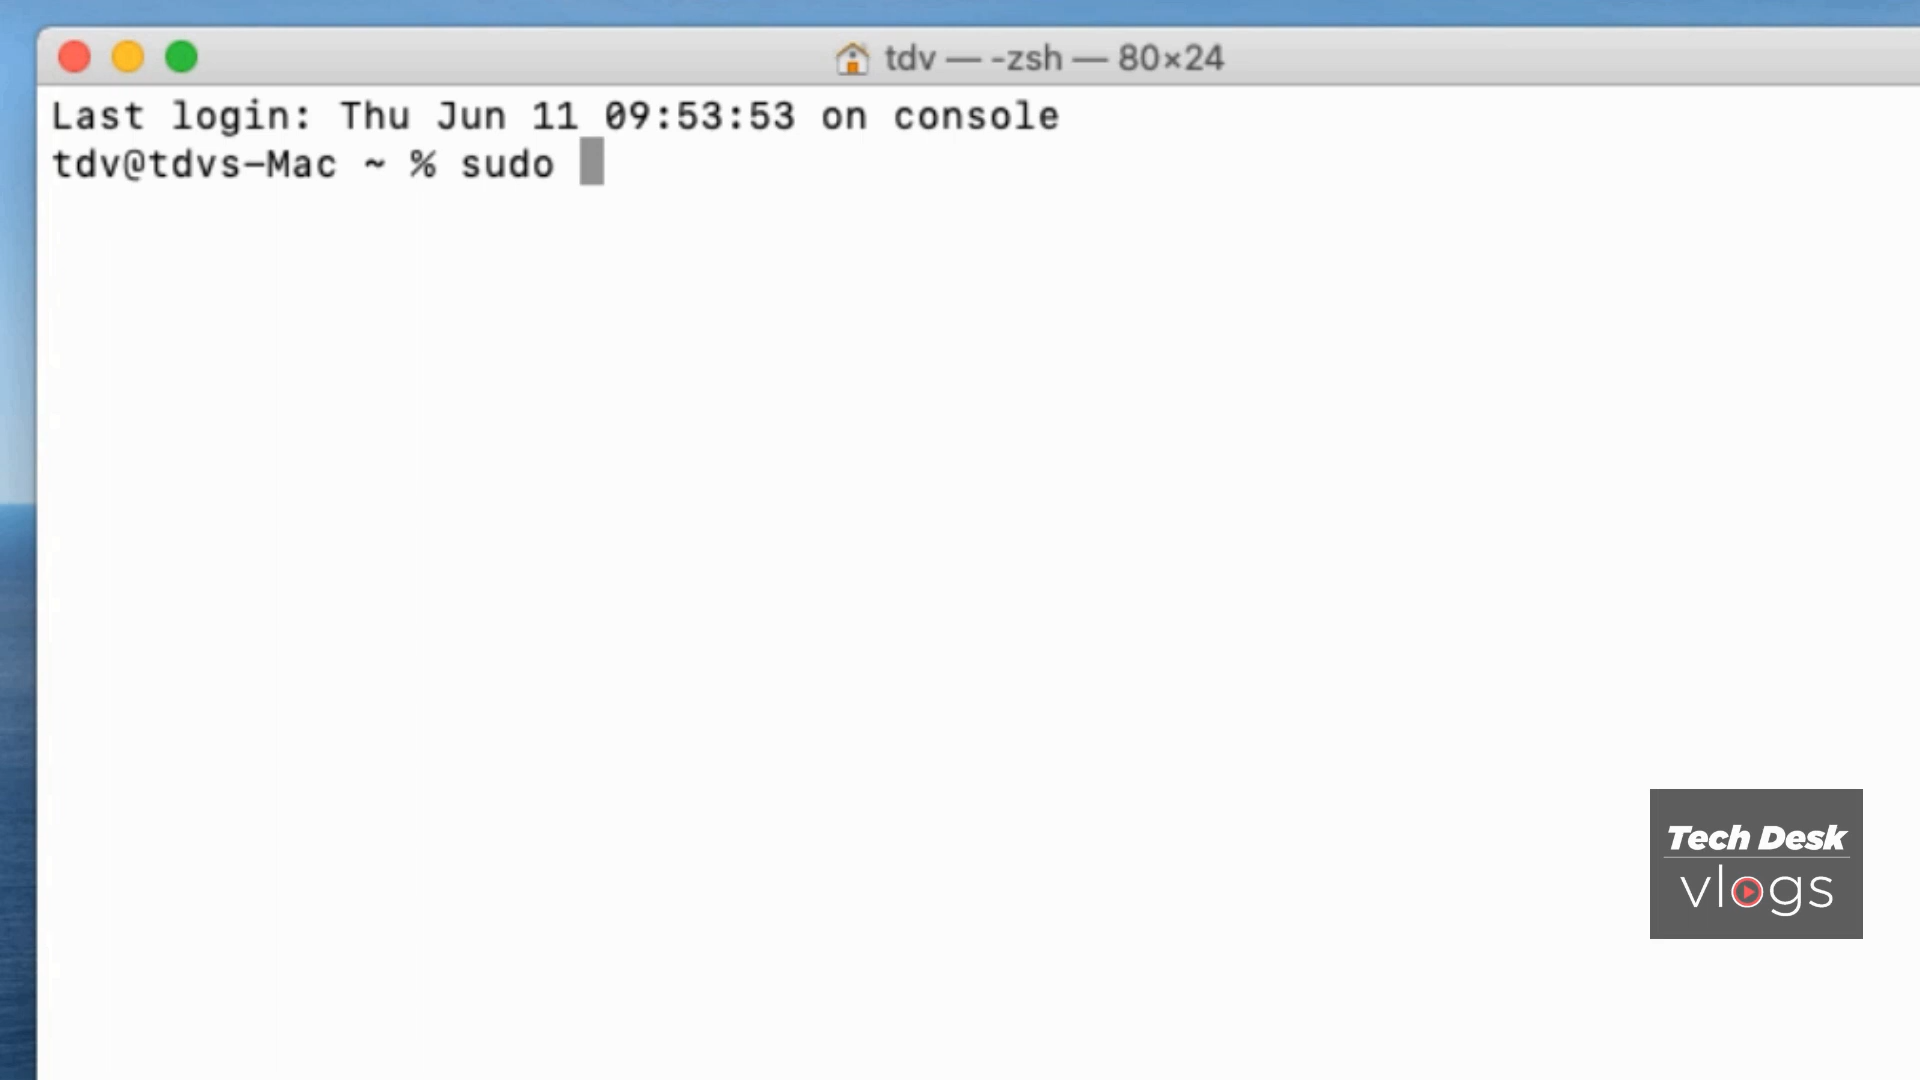 tdv — -zsh — 80×24
Last login: Thu Jun 11 09:53:53 on console
tdv@tdvs-Mac ~ % sudo
Tech Desk
vlogs